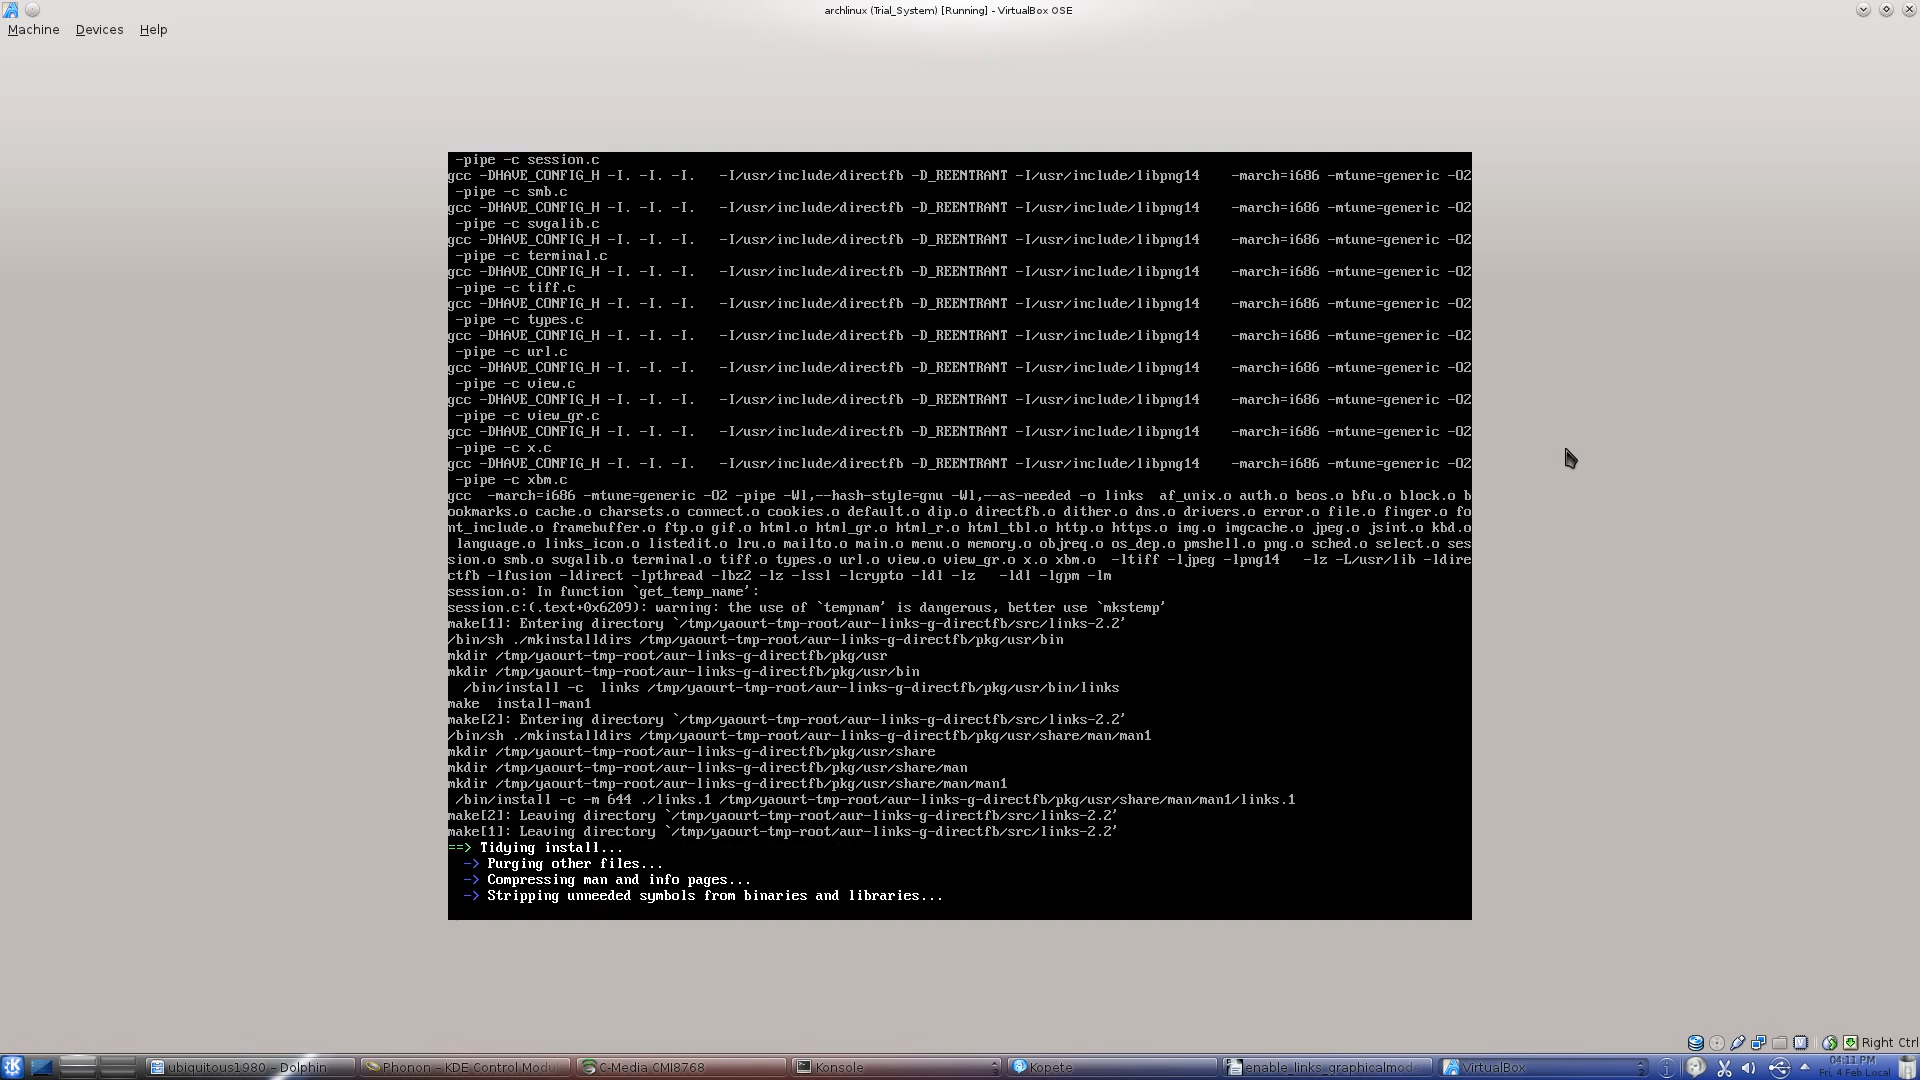 archlinux (Trial_System) [Running] - VirtualBox OSE
Machine Devices Help
-pipe -c session.c
gcc -DHAVE_CONFIG_H -I. -I. -I.   -I/usr/include/directfb -D_REENTRANT -I/usr/include/libpng14    -march=i686 -mtune=generic -O2
-pipe -c smb.c
gcc -DHAVE_CONFIG_H -I. -I. -I.   -I/usr/include/directfb -D_REENTRANT -I/usr/include/libpng14    -march=i686 -mtune=generic -O2
-pipe -c svgalib.c
gcc -DHAVE_CONFIG_H -I. -I. -I.   -I/usr/include/directfb -D_REENTRANT -I/usr/include/libpng14    -march=i686 -mtune=generic -O2
-pipe -c terminal.c
gcc -DHAVE_CONFIG_H -I. -I. -I.   -I/usr/include/directfb -D_REENTRANT -I/usr/include/libpng14    -march=i686 -mtune=generic -O2
-pipe -c tiff.c
gcc -DHAVE_CONFIG_H -I. -I. -I.   -I/usr/include/directfb -D_REENTRANT -I/usr/include/libpng14    -march=i686 -mtune=generic -O2
-pipe -c types.c
gcc -DHAVE_CONFIG_H -I. -I. -I.   -I/usr/include/directfb -D_REENTRANT -I/usr/include/libpng14    -march=i686 -mtune=generic -O2
-pipe -c url.c
gcc -DHAVE_CONFIG_H -I. -I. -I.   -I/usr/include/directfb -D_REENTRANT -I/usr/include/libpng14    -march=i686 -mtune=generic -O2
-pipe -c view.c
gcc -DHAVE_CONFIG_H -I. -I. -I.   -I/usr/include/directfb -D_REENTRANT -I/usr/include/libpng14    -march=i686 -mtune=generic -O2
-pipe -c view_gr.c
gcc -DHAVE_CONFIG_H -I. -I. -I.   -I/usr/include/directfb -D_REENTRANT -I/usr/include/libpng14    -march=i686 -mtune=generic -O2
-pipe -c x.c
gcc -DHAVE_CONFIG_H -I. -I. -I.   -I/usr/include/directfb -D_REENTRANT -I/usr/include/libpng14    -march=i686 -mtune=generic -O2
-pipe -c xbm.c
gcc  -march=i686 -mtune=generic -O2 -pipe -Wl,--hash-style=gnu -Wl,--as-needed -o links  af_unix.o auth.o beos.o bfu.o block.o b
ookmarks.o cache.o charsets.o connect.o cookies.o default.o dip.o directfb.o dither.o dns.o drivers.o error.o file.o finger.o fo
nt_include.o framebuffer.o ftp.o gif.o html.o html_gr.o html_r.o html_tbl.o http.o https.o img.o imgcache.o jpeg.o jsint.o kbd.o
language.o links_icon.o listedit.o lru.o mailto.o main.o menu.o memory.o objreq.o os_dep.o pmshell.o png.o sched.o select.o ses
sion.o smb.o svgalib.o terminal.o tiff.o types.o url.o view.o view_gr.o x.o xbm.o  -ltiff -ljpeg -lpng14   -lz -L/usr/lib -ldire
ctfb -lfusion -ldirect -lpthread -lbz2 -lz -lssl -lcrypto -ldl -lz   -ldl -lgpm -lm
session.o: In function `get_temp_name':
session.c:(.text+0x6209): warning: the use of `tempnam' is dangerous, better use `mkstemp'
make[1]: Entering directory `/tmp/yaourt-tmp-root/aur-links-g-directfb/src/links-2.2'
/bin/sh ./mkinstalldirs /tmp/yaourt-tmp-root/aur-links-g-directfb/pkg/usr/bin
mkdir /tmp/yaourt-tmp-root/aur-links-g-directfb/pkg/usr
mkdir /tmp/yaourt-tmp-root/aur-links-g-directfb/pkg/usr/bin
/bin/install -c  links /tmp/yaourt-tmp-root/aur-links-g-directfb/pkg/usr/bin/links
make  install-man1
make[2]: Entering directory `/tmp/yaourt-tmp-root/aur-links-g-directfb/src/links-2.2'
/bin/sh ./mkinstalldirs /tmp/yaourt-tmp-root/aur-links-g-directfb/pkg/usr/share/man/man1
mkdir /tmp/yaourt-tmp-root/aur-links-g-directfb/pkg/usr/share
mkdir /tmp/yaourt-tmp-root/aur-links-g-directfb/pkg/usr/share/man
mkdir /tmp/yaourt-tmp-root/aur-links-g-directfb/pkg/usr/share/man/man1
/bin/install -c -m 644 ./links.1 /tmp/yaourt-tmp-root/aur-links-g-directfb/pkg/usr/share/man/man1/links.1
make[2]: Leaving directory `/tmp/yaourt-tmp-root/aur-links-g-directfb/src/links-2.2'
make[1]: Leaving directory `/tmp/yaourt-tmp-root/aur-links-g-directfb/src/links-2.2'
==> Tidying install...
-> Purging other files...
-> Compressing man and info pages...
-> Stripping unneeded symbols from binaries and libraries...
Right Ctrl
ubiquitous1980 – Dolphin
Phonon – KDE Control Modul
C-Media CMI8768
Konsole
Kopete
enable_links_graphicalmode
VirtualBox
04:11 PM
Fri, 4 Feb Local